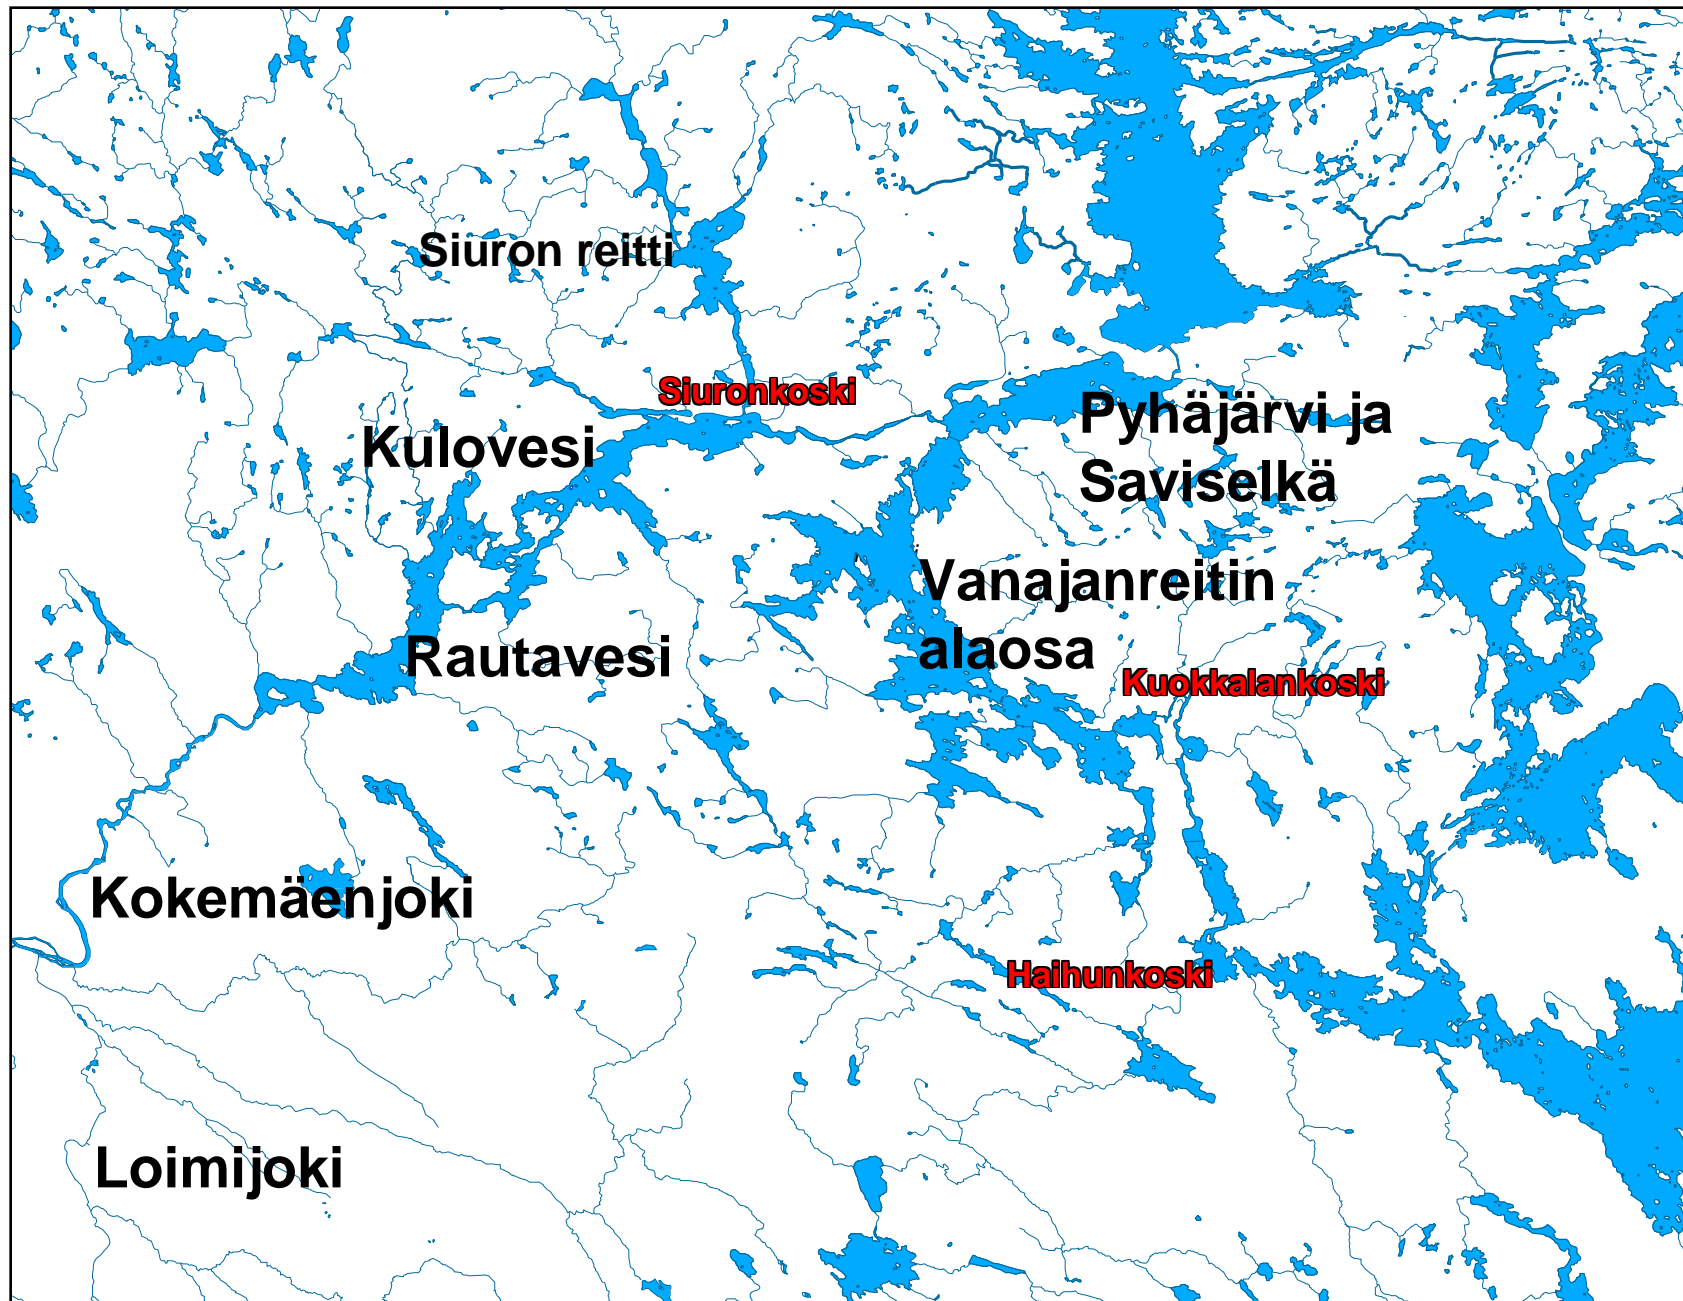 Siuron reitti
Siuronkoski
Kulovesi
Pyhäjärvi ja
Saviselkä
Vanajanreitin
alaosa
Rautavesi
Kuokkalankoski
Kokemäenjoki
Haihunkoski
Loimijoki